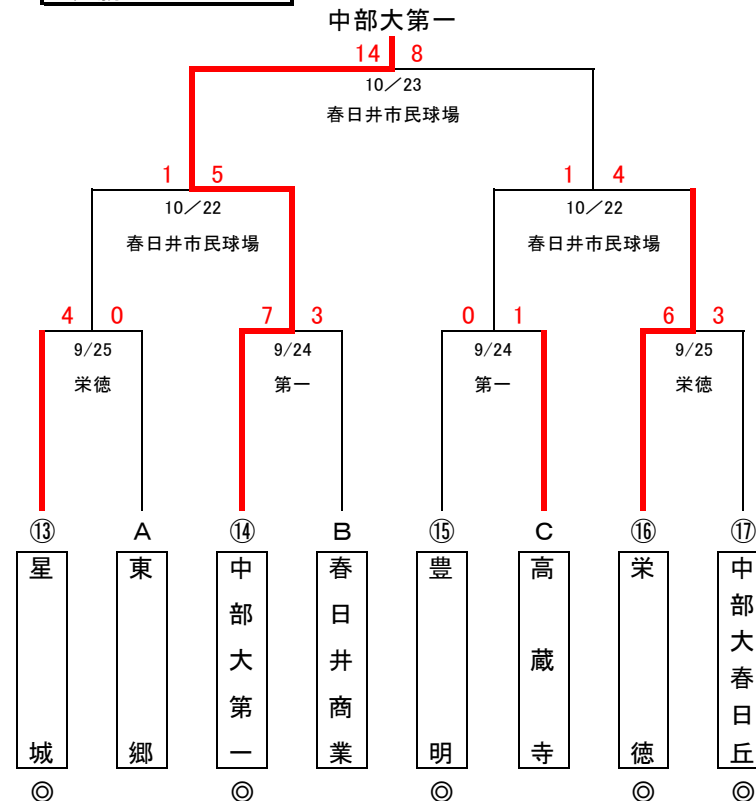 中部大第一
14 8
10／23
春日井市民球場
1 5
1 4
10／22
10／22
春日井市民球場
春日井市民球場
4 0
7 3
0 1
6 3
9/25
9/24
9/24
9/25
栄徳
第一
第一
栄徳
⑬
A
⑭
B
⑮
C
⑯
⑰
星城
東郷
中部大第一
春日井商業
豊明
高蔵寺
栄徳
中部大春日丘
◎
◎
◎
◎
◎